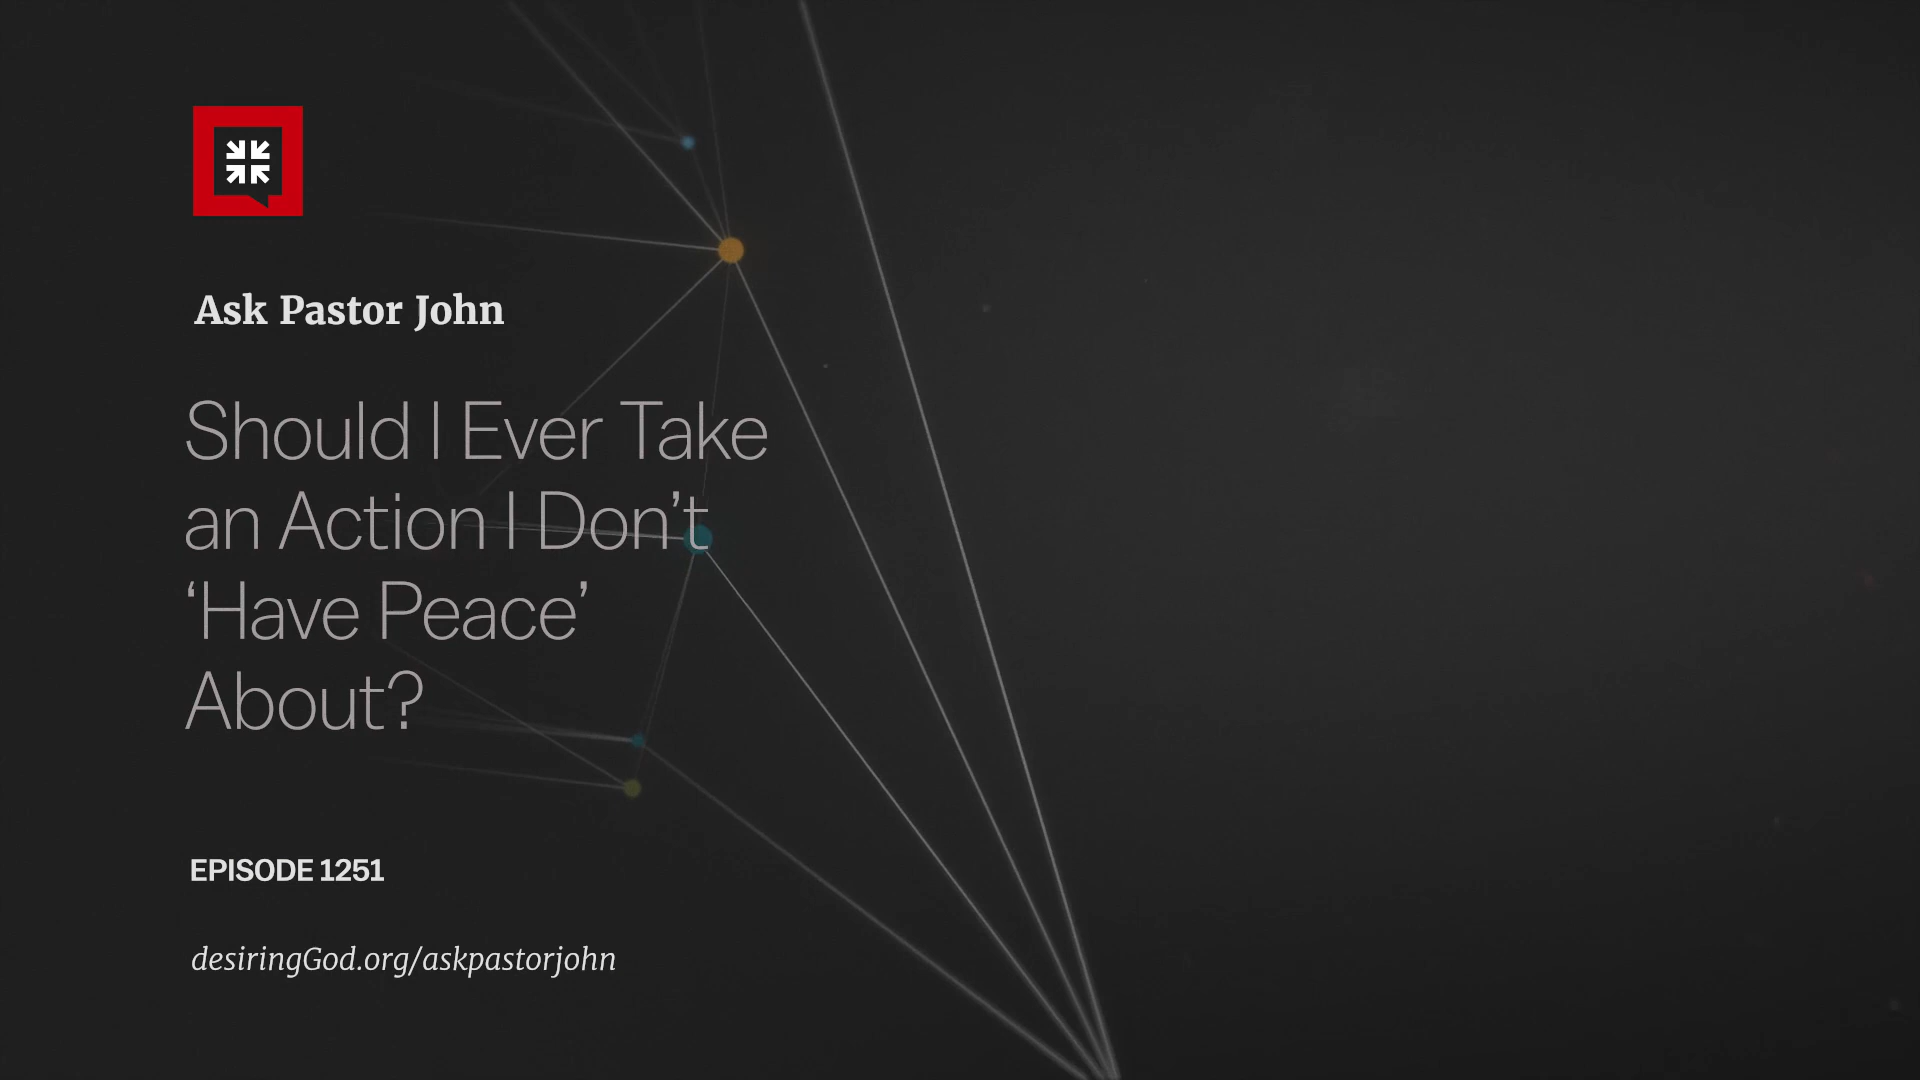 Ask Pastor John
Should I Ever Take
an Action I Don’t
‘Have Peace’
About?
EPISODE 1251
desiringGod.org/askpastorjohn